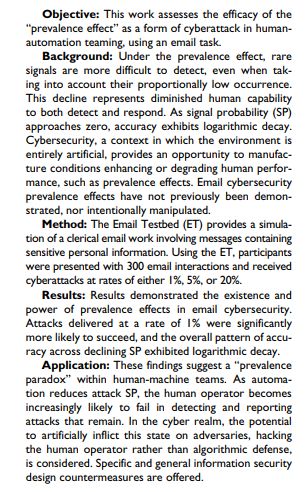 Objective: This work assesses the efficacy of the
“prevalence effect” as a form of cyberattack in human-
automation teaming, using an email task.
Background: Under the prevalence effect, rare
signals are more difficult to detect, even when tak-
ing into account their proportionally low occurrence.
This decline represents diminished human capability
to both detect and respond. As signal probability (SP)
approaches zero, accuracy exhibits logarithmic decay.
Cybersecurity, a context in which the environment is
entirely artificial, provides an opportunity to manufac-
ture conditions enhancing or degrading human perfor-
mance, such as prevalence effects. Email cybersecurity
prevalence effects have not previously been demon-
strated, nor intentionally manipulated.
Method: The Email Testbed (ET) provides a simula-
tion of a clerical email work involving messages containing
sensitive personal information. Using the ET, participants
were presented with 300 email interactions and received
cyberattacks at rates of either 1%, 5%, or 20%.
Results: Results demonstrated the existence and
power of prevalence effects in email cybersecurity.
Attacks delivered at a rate of 1% were significantly
more likely to succeed, and the overall pattern of accu-
racy across declining SP exhibited logarithmic decay.
Application: These findings suggest a “prevalence
paradox” within human-machine teams. As automa-
tion reduces attack SP, the human operator becomes
increasingly likely to fail in detecting and reporting
attacks that remain. In the cyber realm, the potential
to artificially inflict this state on adversaries, hacking
the human operator rather than algorithmic defense,
is considered. Specific and general information security
design countermeasures are offered.